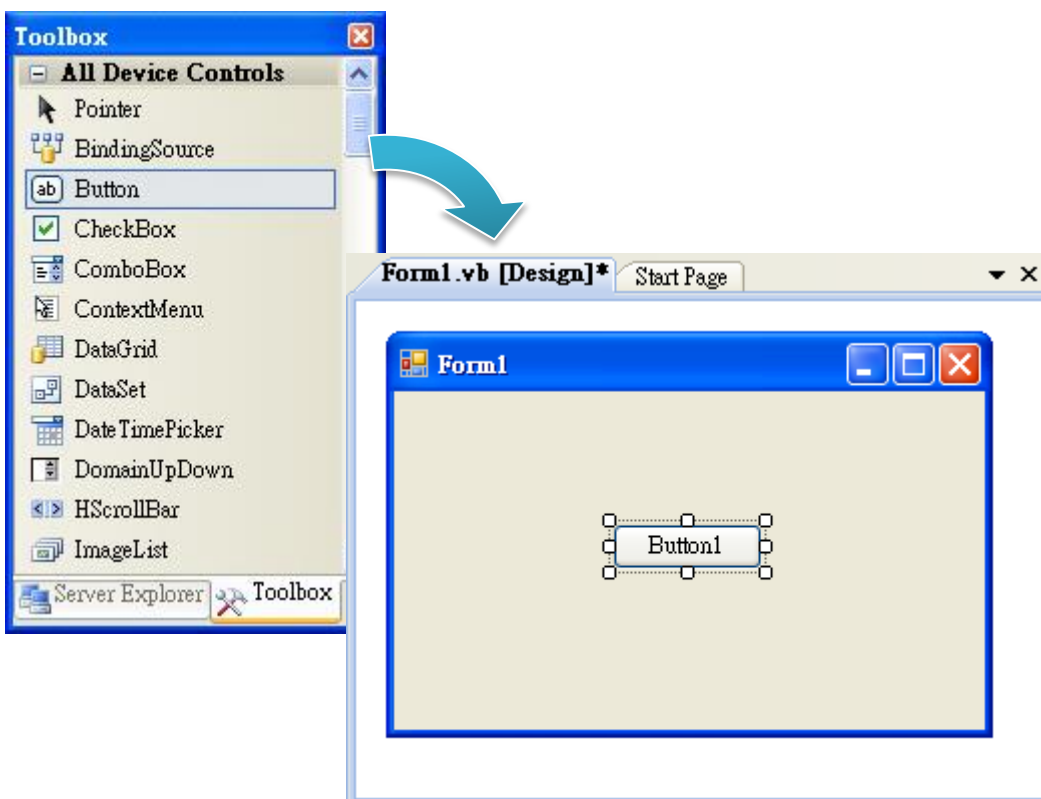 Toolbox
All Device Controls
Pointer
BindingSource
ab Button
CheckBox
ComboBox
ContextMenu
DataGrid
DataSet
DateTimePicker
DomainUpDown
HScrollBar
ImageList
Server Explorer Toolbox
Form1.vb [Design]* Start Page
Form1
Button1